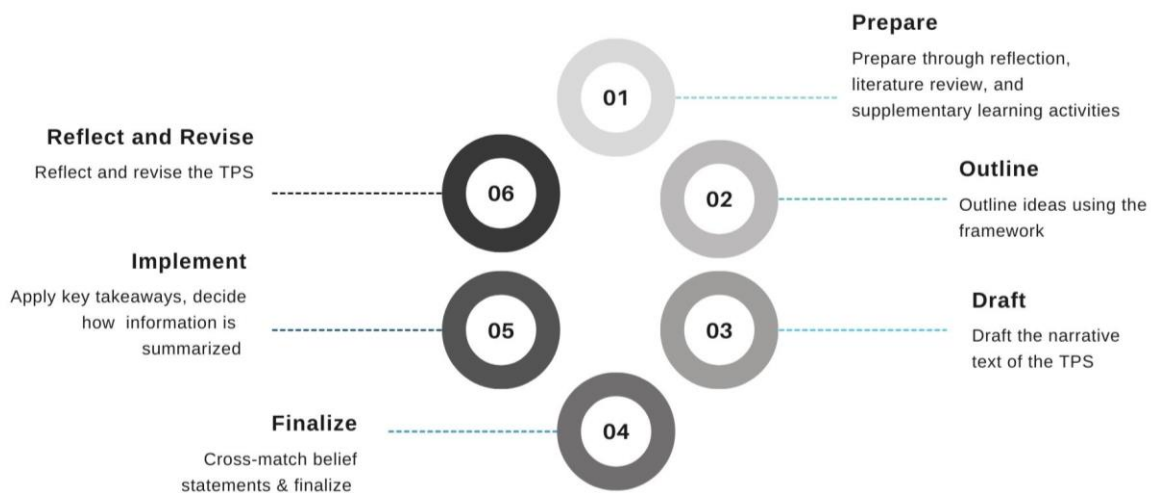 01
Prepare
Prepare through reflection,
literature review, and
supplementary learning activities
02
Outline
Outline ideas using the
framework
03
Draft
Draft the narrative
text of the TPS
04
Finalize
Cross-match belief
statements & finalize
05
Implement
Apply key takeaways, decide
how information is
summarized
06
Reflect and Revise
Reflect and revise the TPS